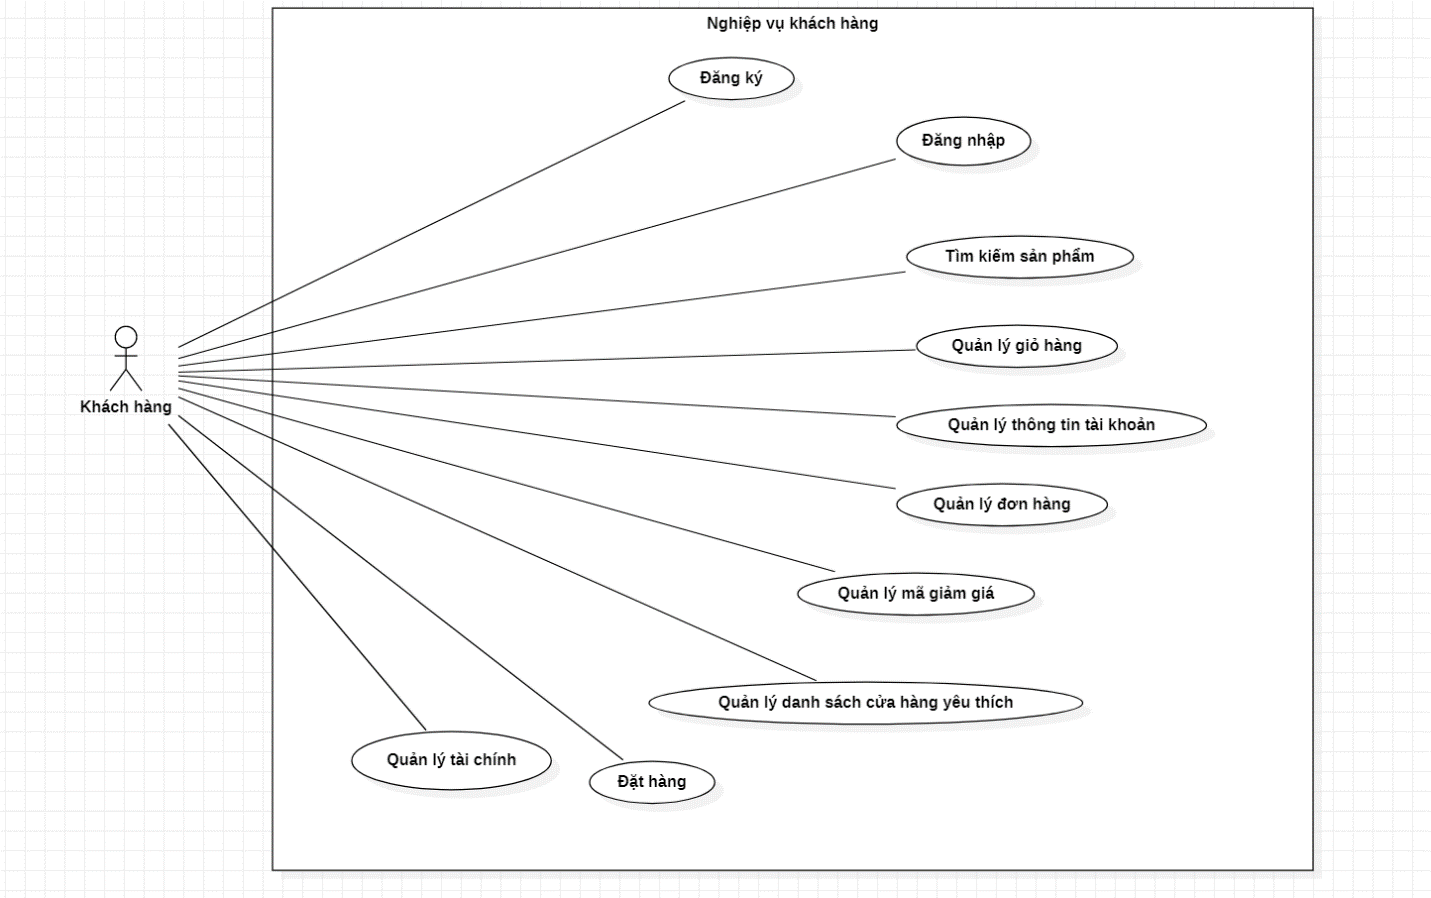 Nghiệp vụ khách hàng
Đăng ký
Đăng nhập
Tìm kiếm sản phẩm
Quản lý giỏ hàng
Khách hàng
Quản lý thông tin tài khoản
Quản lý đơn hàng
Quản lý mã giảm giá
Quản lý danh sách cửa hàng yêu thích
Quản lý tài chính
Đặt hàng